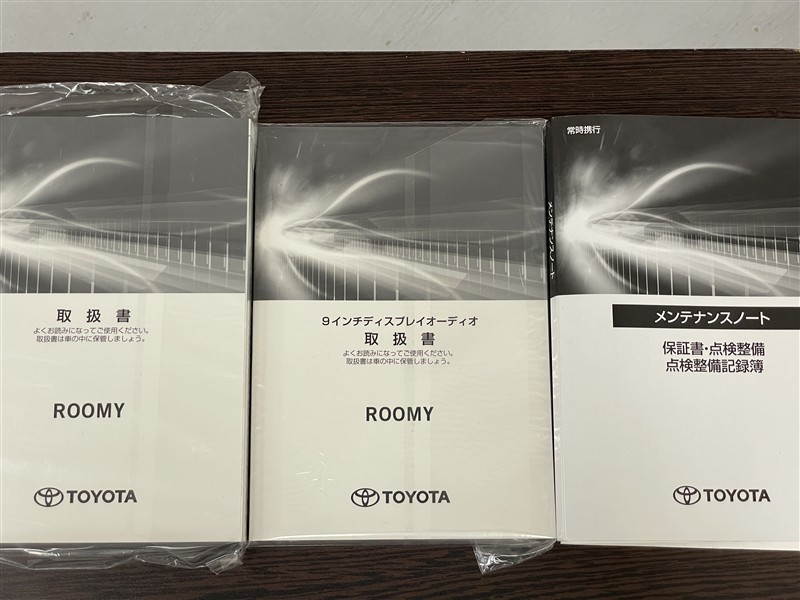 取扱書
よくお読みになってご使用ください。
取扱書は車の中に保管しましょう。
ROOMY
TOYOTA
9インチディスプレイオーディオ
取扱書
よくお読みになってご使用ください。
取扱書は車の中に保管しましょう。
ROOMY
TOYOTA
メンテナンスノート
常時携行
メンテナンスノート
保証書・点検整備
点検整備記録簿
TOYOTA